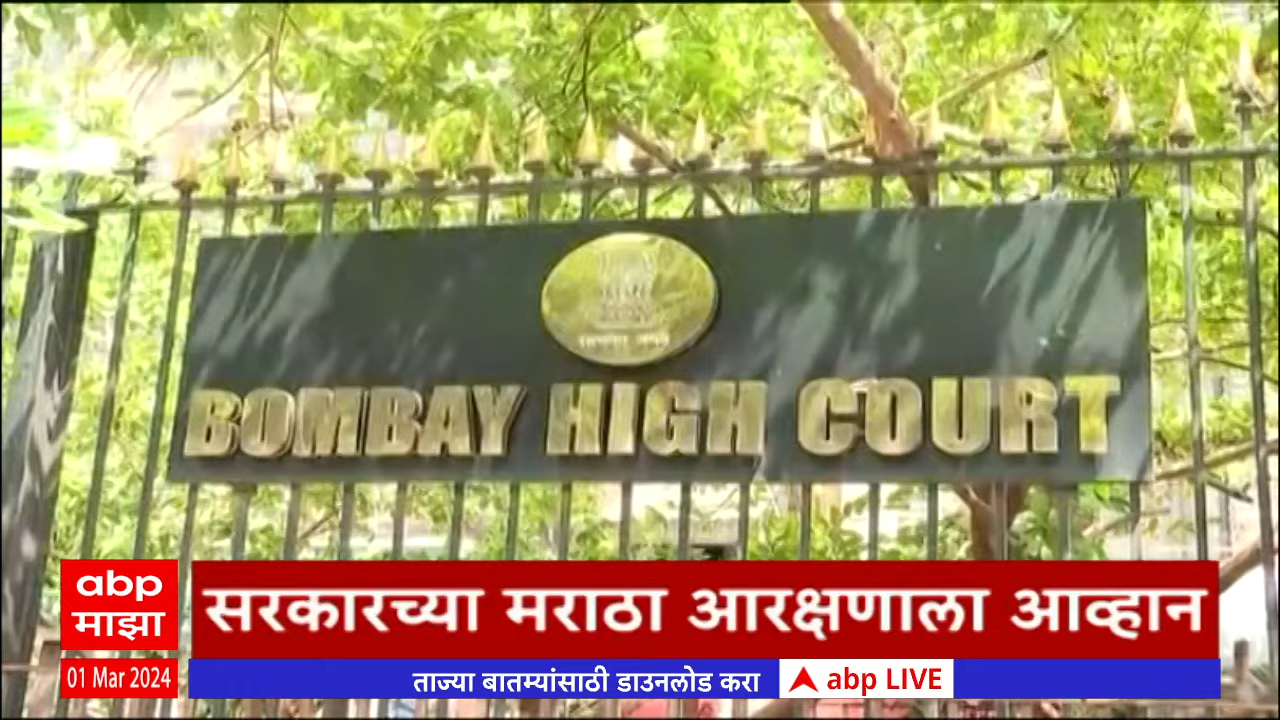 BOMBAY HIGH COURT
abp
माझा
सरकारच्या मराठा आरक्षणाला आव्हान
01 Mar 2024
ताज्या बातम्यांसाठी डाउनलोड करा
abp LIVE